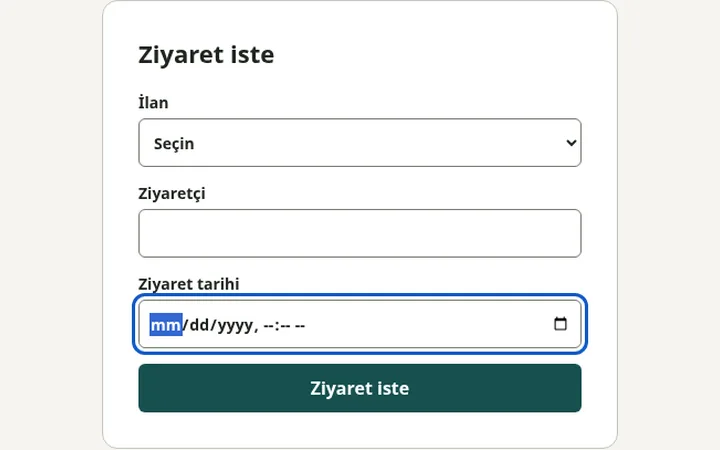 Ziyaret iste
İlan
Seçin
Ziyaretçi
Ziyaret tarihi
mm/dd/yyyy, --:-- --
Ziyaret iste